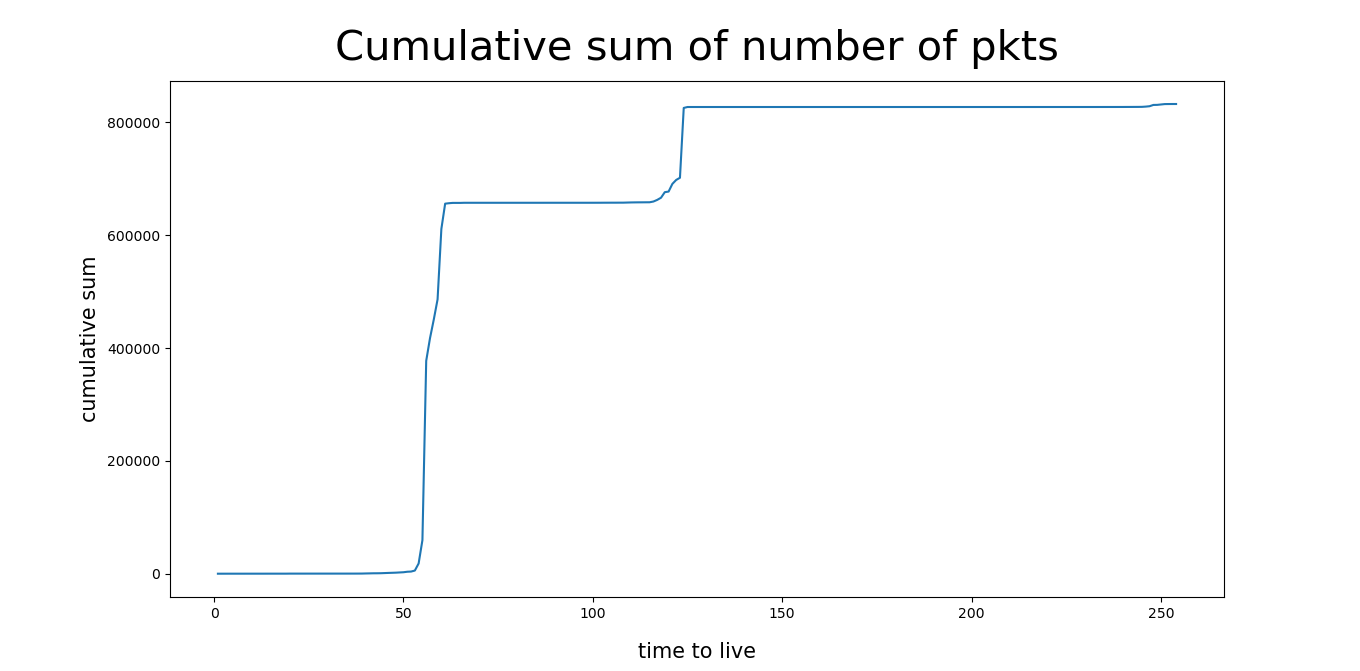 Cumulative sum of number of pkts
800000
600000
400000
200000
0
cumulative sum
0 50 100 150 200 250
time to live